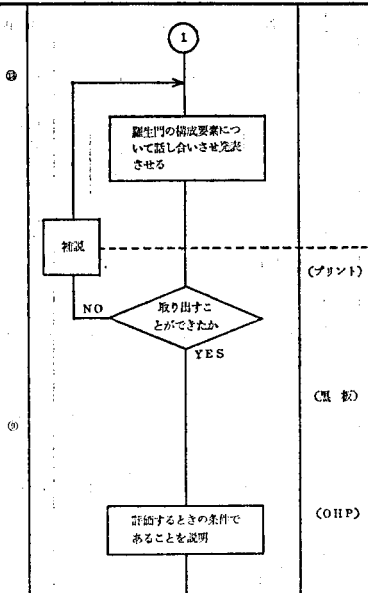 1
羅生門の構成要素につ
いて話し合いさせ発表
させる
補説
(プリント)
取り出すこ
とができたか
NO
YES
(黒板)
(9)
(OHP)
評価するときの条件で
あることを説明